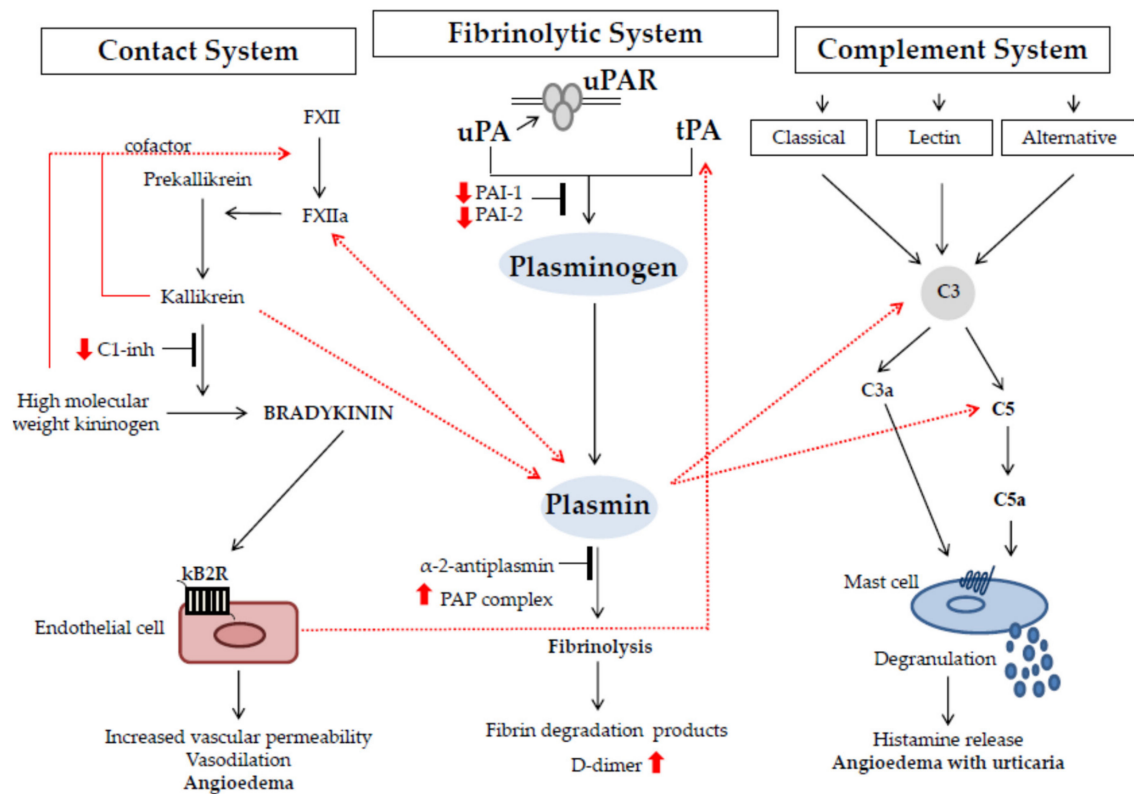 Contact System
Fibrinolytic System
Complement System
FXII
cofactor
Prekallikrein
FXIIa
Kallikrein
C1-inh
High molecular
weight kininogen
BRADYKININ
kB2R
Endothelial cell
Increased vascular permeability
Vasodilation
Angioedema
uPAR
uPA
tPA
PAI-1
PAI-2
Plasminogen
Plasmin
α-2-antiplasmin
PAP complex
Fibrinolysis
Fibrin degradation products
D-dimer
Classical
Lectin
Alternative
C3
C3a
C5
C5a
Mast cell
Degranulation
Histamine release
Angioedema with urticaria